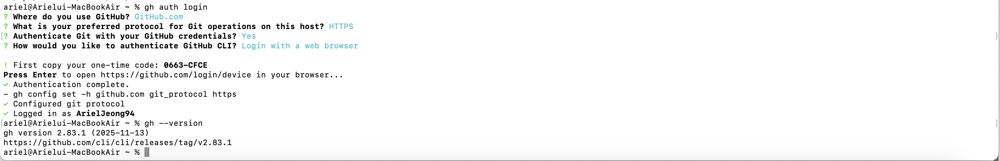 ariel@Arielui-MacBookAir ~ % gh auth login
? Where do you use GitHub? GitHub.com
? What is your preferred protocol for Git operations on this host? HTTPS
[? Authenticate Git with your GitHub credentials? Yes ]
? How would you like to authenticate GitHub CLI? Login with a web browser
! First copy your one-time code: 0663-CFCE
Press Enter to open https://github.com/login/device in your browser...
✓ Authentication complete.
- gh config set -h github.com git_protocol https
✓ Configured git protocol
✓ Logged in as ArielJeong94
[ariel@Arielui-MacBookAir ~ % gh --version ]
gh version 2.83.1 (2025-11-13)
https://github.com/cli/cli/releases/tag/v2.83.1
ariel@Arielui-MacBookAir ~ %